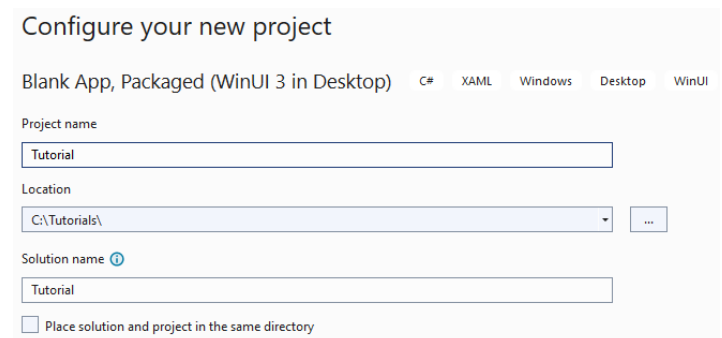 Configure your new project
Blank App, Packaged (WinUI 3 in Desktop) C# XAML Windows Desktop WinUI
Project name
Tutorial
Location
C:\Tutorials\
...
Solution name
Tutorial
Place solution and project in the same directory